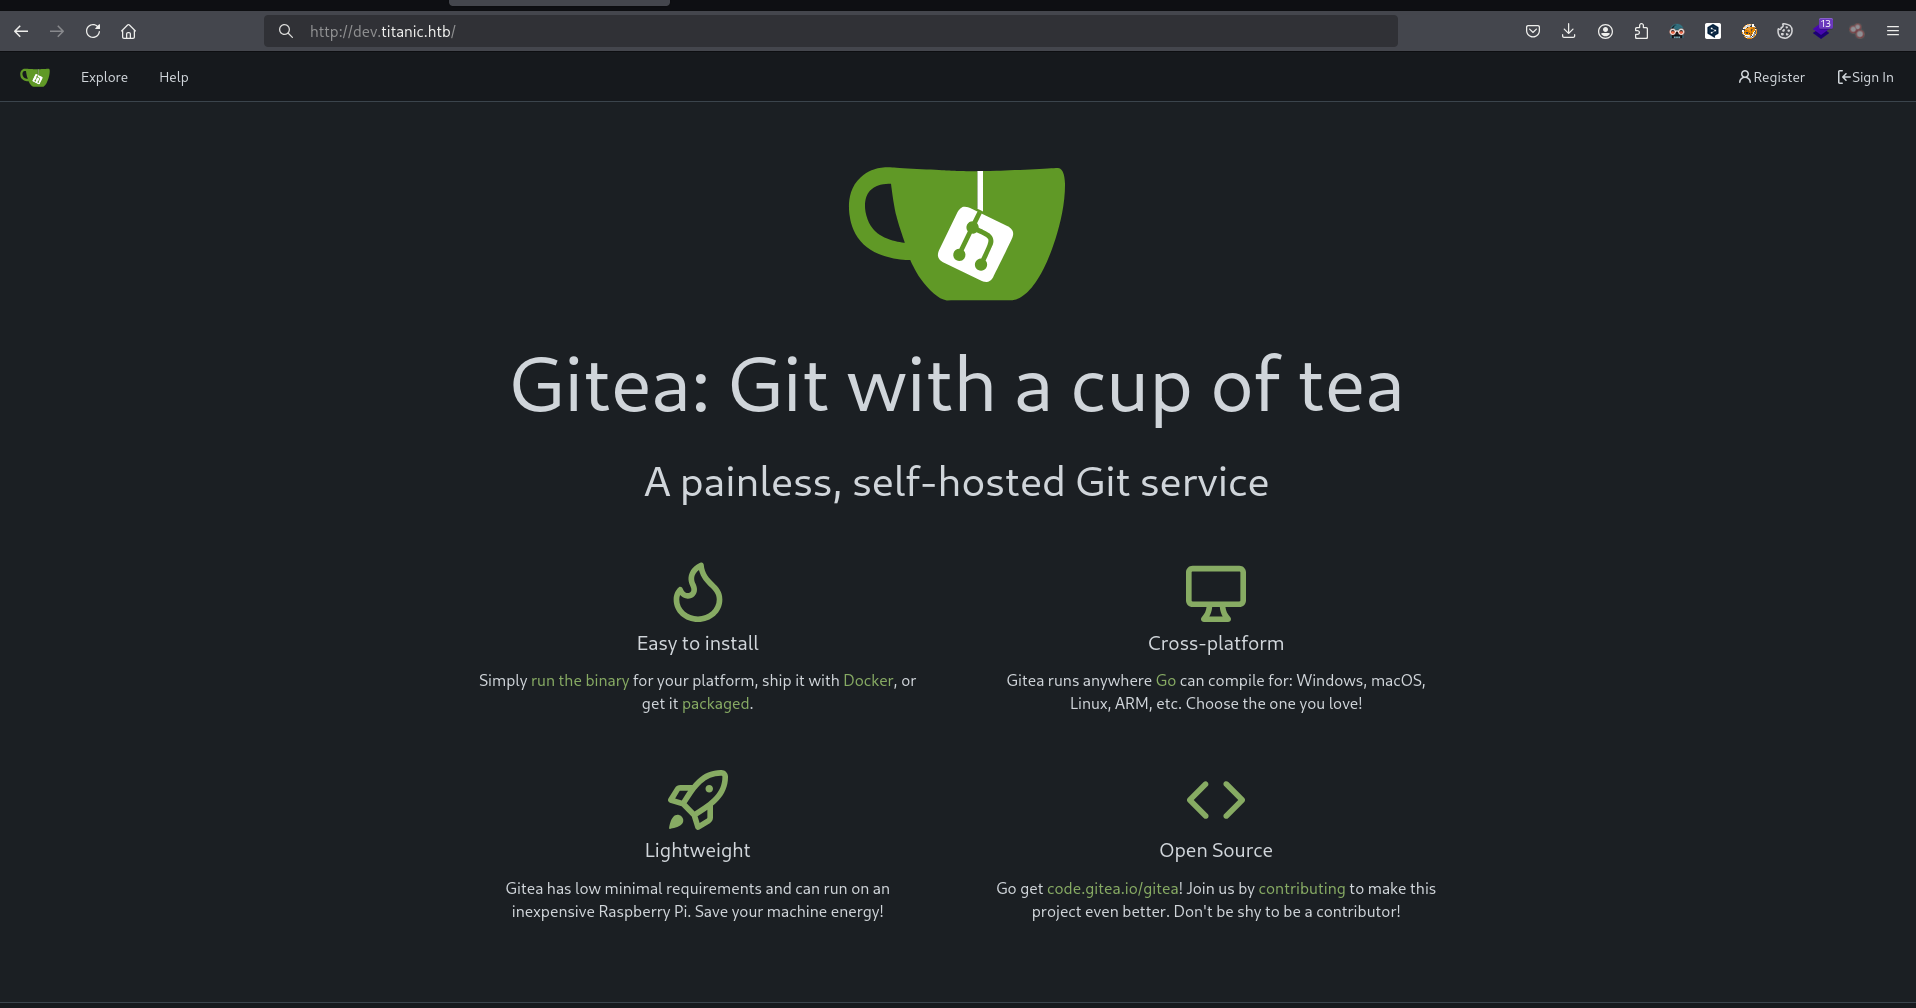 http://dev.titanic.htb/
13
Explore Help Register Sign In
Gitea: Git with a cup of tea
A painless, self-hosted Git service
Easy to install
Simply run the binary for your platform, ship it with Docker, or
get it packaged.
Cross-platform
Gitea runs anywhere Go can compile for: Windows, macOS,
Linux, ARM, etc. Choose the one you love!
Lightweight
Gitea has low minimal requirements and can run on an
inexpensive Raspberry Pi. Save your machine energy!
Open Source
Go get code.gitea.io/gitea! Join us by contributing to make this
project even better. Don't be shy to be a contributor!